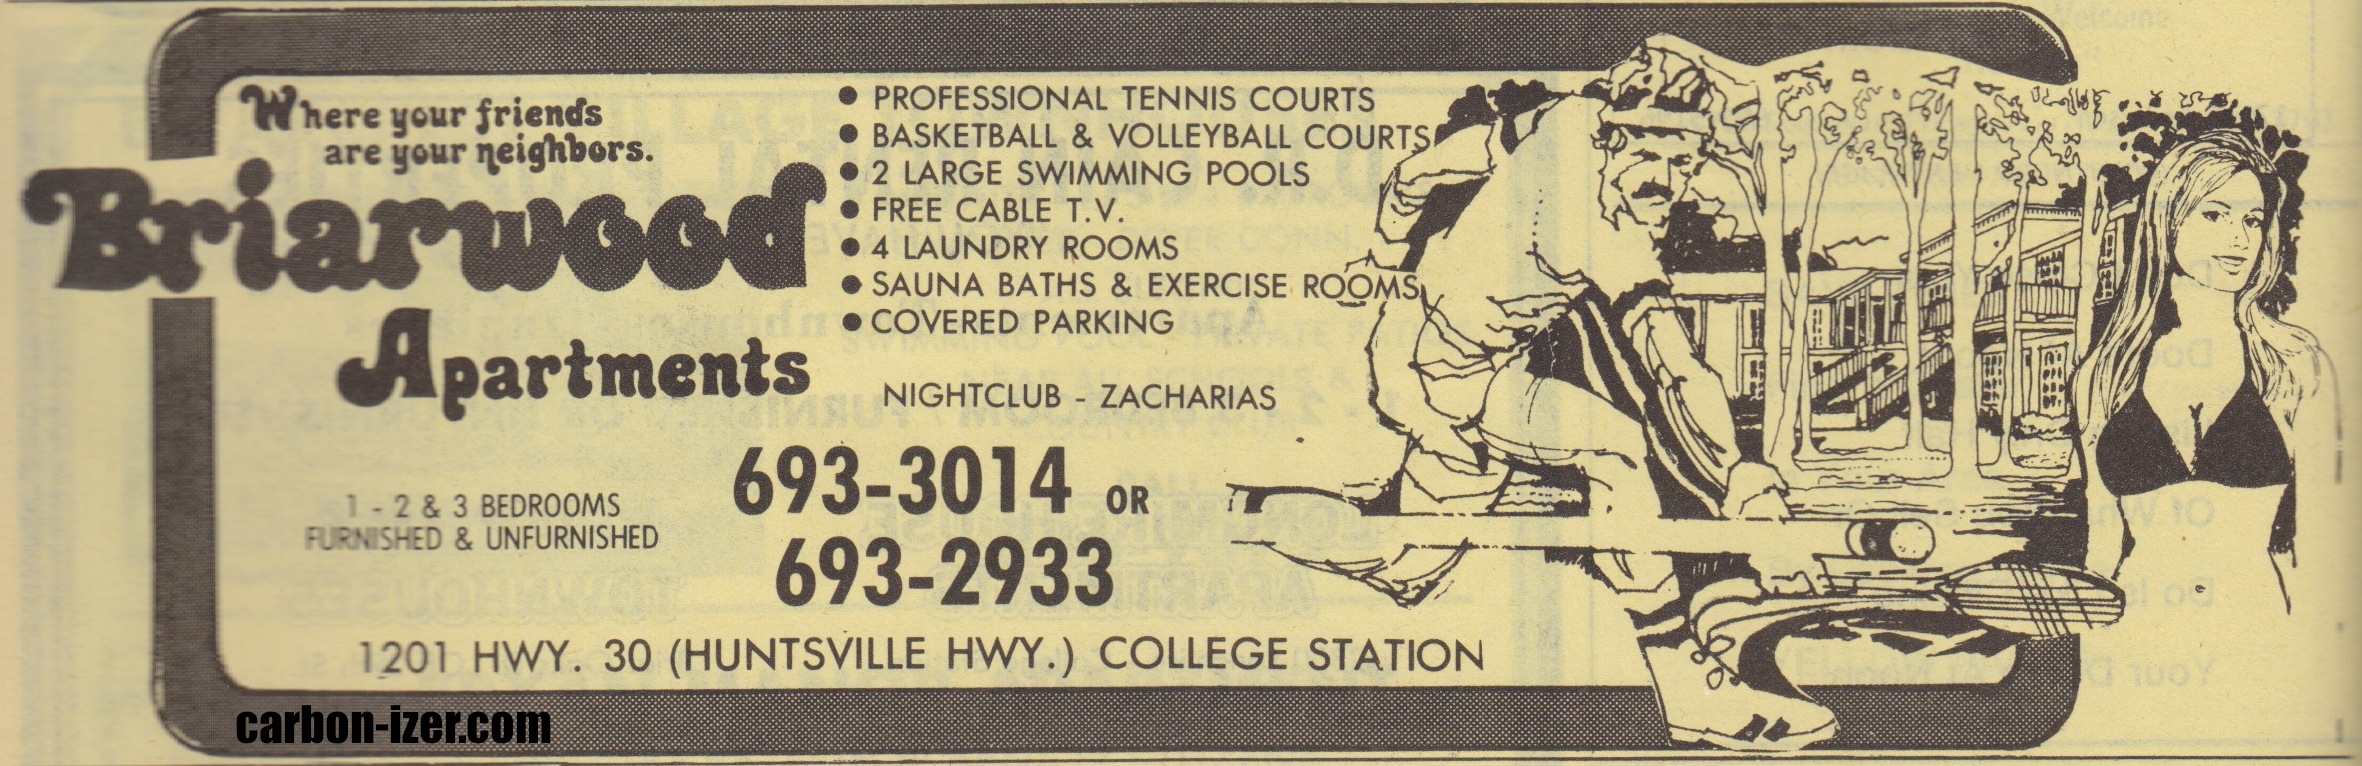 Where your friends
are your neighbors.
Briarwood
Apartments
● PROFESSIONAL TENNIS COURTS
● BASKETBALL & VOLLEYBALL COURTS
● 2 LARGE SWIMMING POOLS
● FREE CABLE T.V.
● 4 LAUNDRY ROOMS
● SAUNA BATHS & EXERCISE ROOMS
● COVERED PARKING
NIGHTCLUB - ZACHARIAS
1 - 2 & 3 BEDROOMS
FURNISHED & UNFURNISHED
693-3014 OR
693-2933
1201 HWY. 30 (HUNTSVILLE HWY.) COLLEGE STATION
carbon-izer.com